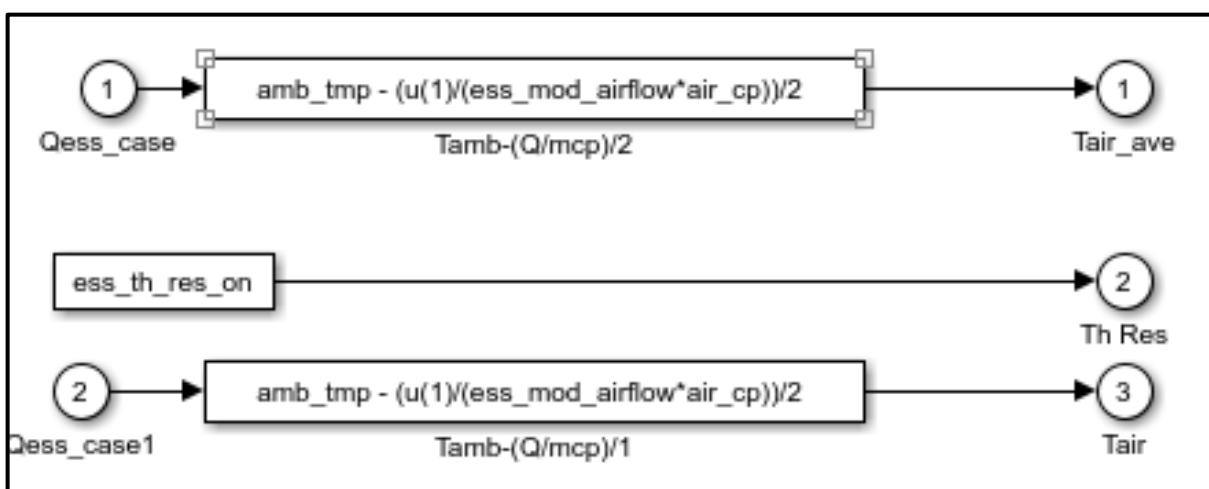 1
amb_tmp - (u(1)/(ess_mod_airflow*air_cp))/2
1
Qess_case
Tamb-(Q/mcp)/2
Tair_ave
ess_th_res_on
2
Th Res
2
amb_tmp - (u(1)/(ess_mod_airflow*air_cp))/2
3
Qess_case1
Tamb-(Q/mcp)/1
Tair